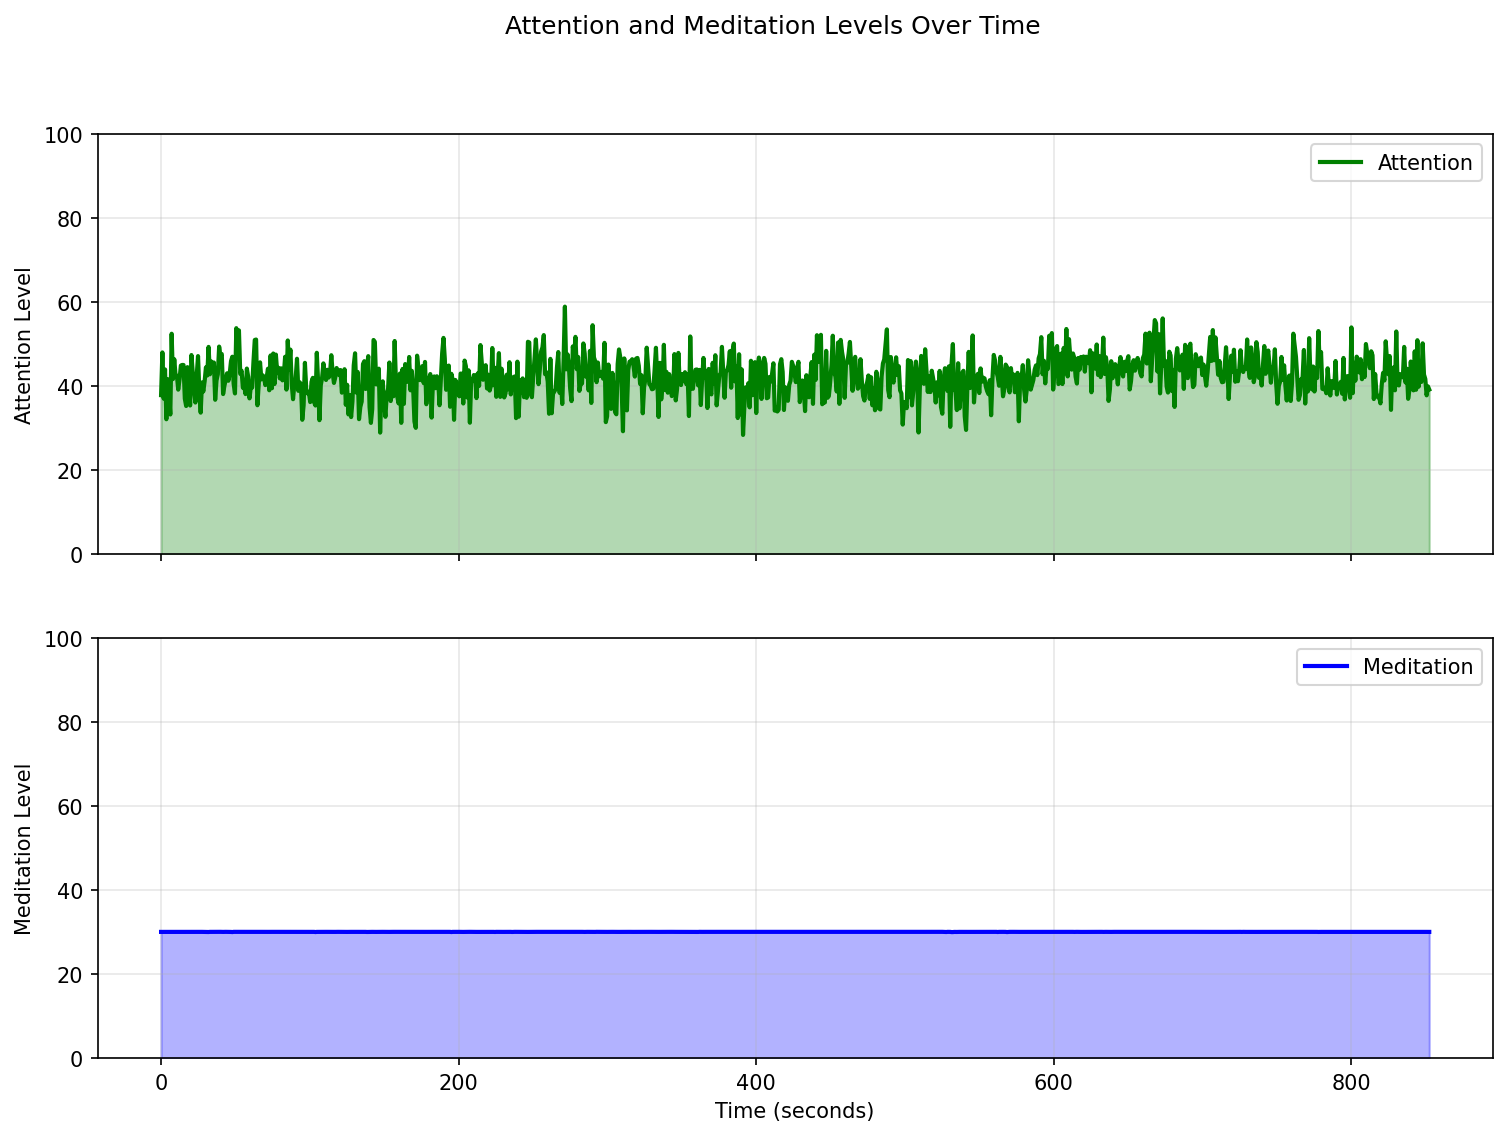 Attention and Meditation Levels Over Time
100
80
60
40
20
0
Attention Level
Attention
100
80
60
40
20
0
Meditation Level
Meditation
0 200 400 600 800
Time (seconds)